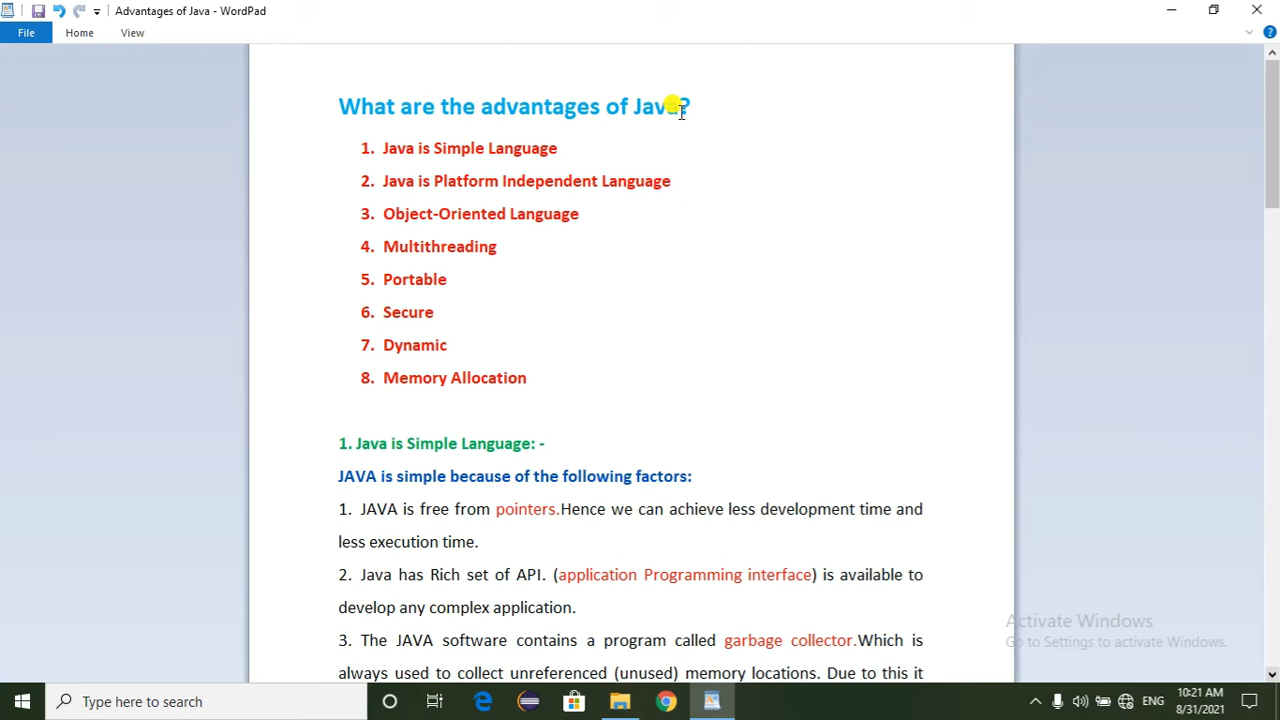 Advantages of Java - WordPad
File Home View
What are the advantages of Java?
1. Java is Simple Language
2. Java is Platform Independent Language
3. Object-Oriented Language
4. Multithreading
5. Portable
6. Secure
7. Dynamic
8. Memory Allocation
1. Java is Simple Language: -
JAVA is simple because of the following factors:
1. JAVA is free from pointers.Hence we can achieve less development time and
less execution time.
2. Java has Rich set of API. (application Programming interface) is available to
develop any complex application.
3. The JAVA software contains a program called garbage collector.Which is
always used to collect unreferenced (unused) memory locations. Due to this it
Activate Windows
Go to Settings to activate Windows.
Type here to search
ENG
10:21 AM
8/31/2021